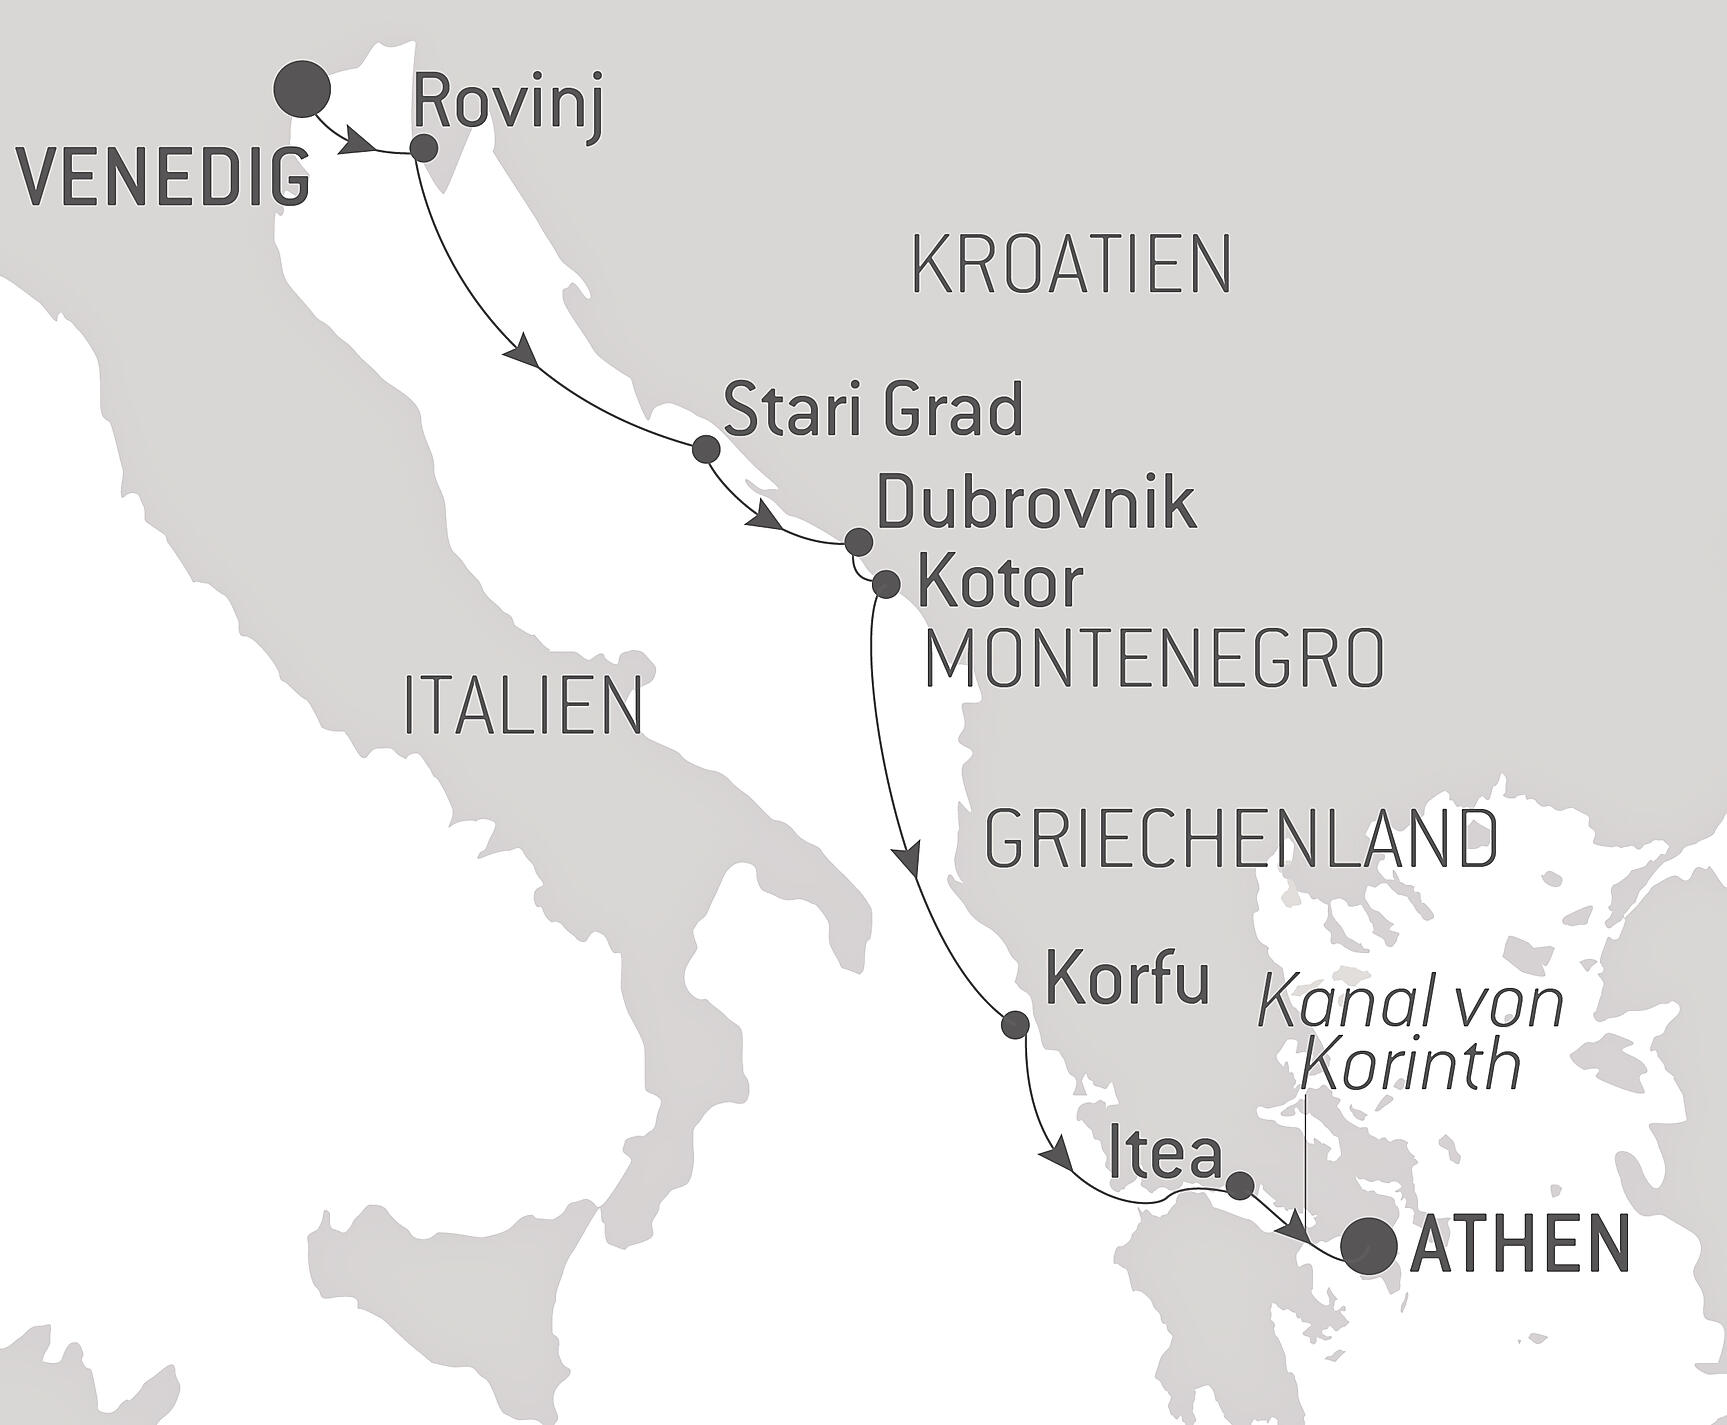 Rovinj
VENEDIG
KROATIEN
Stari Grad
Dubrovnik
Kotor
MONTENEGRO
ITALIEN
GRIECHENLAND
Korfu
Kanal von
Korinth
Itea
ATHEN